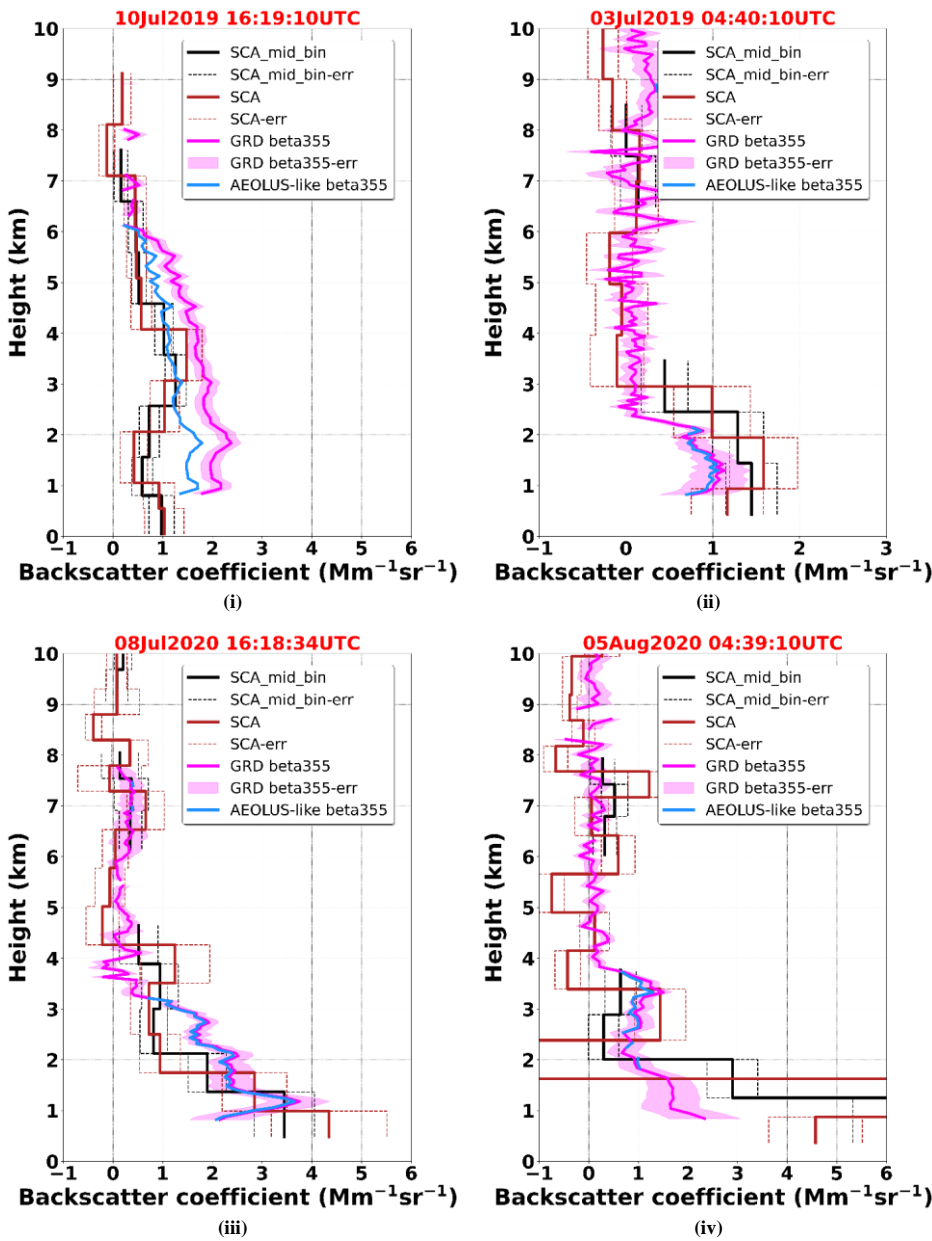 10Jul2019 16:19:10UTC
10
9
8
7
6
5
4
3
2
1
0
Height (km)
SCA_mid_bin
SCA_mid_bin-err
SCA
SCA-err
GRD beta355
GRD beta355-err
AEOLUS-like beta355
−1 0 1 2 3 4 5 6
Backscatter coefficient (Mm⁻¹sr⁻¹)
(i)
03Jul2019 04:40:10UTC
10
9
8
7
6
5
4
3
2
1
0
Height (km)
SCA_mid_bin
SCA_mid_bin-err
SCA
SCA-err
GRD beta355
GRD beta355-err
AEOLUS-like beta355
−1 0 1 2 3
Backscatter coefficient (Mm⁻¹sr⁻¹)
(ii)
08Jul2020 16:18:34UTC
10
9
8
7
6
5
4
3
2
1
0
Height (km)
SCA_mid_bin
SCA_mid_bin-err
SCA
SCA-err
GRD beta355
GRD beta355-err
AEOLUS-like beta355
−1 0 1 2 3 4 5 6
Backscatter coefficient (Mm⁻¹sr⁻¹)
(iii)
05Aug2020 04:39:10UTC
10
9
8
7
6
5
4
3
2
1
0
Height (km)
SCA_mid_bin
SCA_mid_bin-err
SCA
SCA-err
GRD beta355
GRD beta355-err
AEOLUS-like beta355
−1 0 1 2 3 4 5 6
Backscatter coefficient (Mm⁻¹sr⁻¹)
(iv)